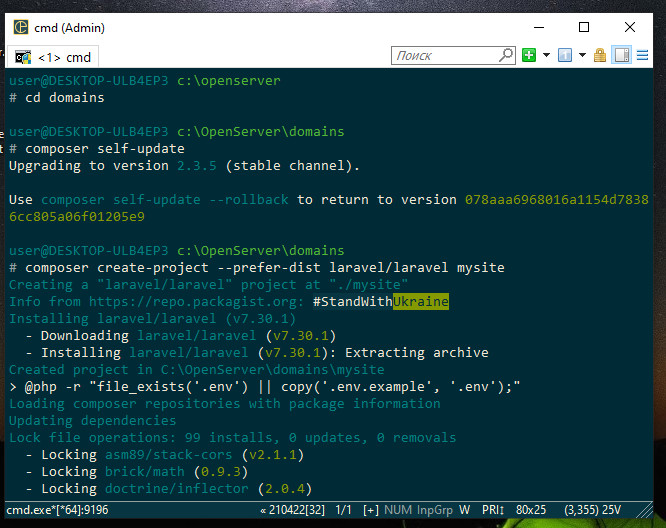 cmd (Admin)
<1> cmd
Поиск
user@DESKTOP-ULB4EP3 c:\openserver
# cd domains
user@DESKTOP-ULB4EP3 c:\OpenServer\domains
# composer self-update
Upgrading to version 2.3.5 (stable channel).
Use composer self-update --rollback to return to version 078aaa6968016a1154d7838
6cc805a06f01205e9
user@DESKTOP-ULB4EP3 c:\OpenServer\domains
# composer create-project --prefer-dist laravel/laravel mysite
Creating a "laravel/laravel" project at "./mysite"
Info from https://repo.packagist.org: #StandWithUkraine
Installing laravel/laravel (v7.30.1)
- Downloading laravel/laravel (v7.30.1)
- Installing laravel/laravel (v7.30.1): Extracting archive
Created project in C:\OpenServer\domains\mysite
> @php -r "file_exists('.env') || copy('.env.example', '.env');"
Loading composer repositories with package information
Updating dependencies
Lock file operations: 99 installs, 0 updates, 0 removals
- Locking asm89/stack-cors (v2.1.1)
- Locking brick/math (0.9.3)
- Locking doctrine/inflector (2.0.4)
cmd.exe*[*64]:9196 « 210422[32] 1/1 [+] NUM InpGrp W PRI↕ 80x25 (3,355) 25V